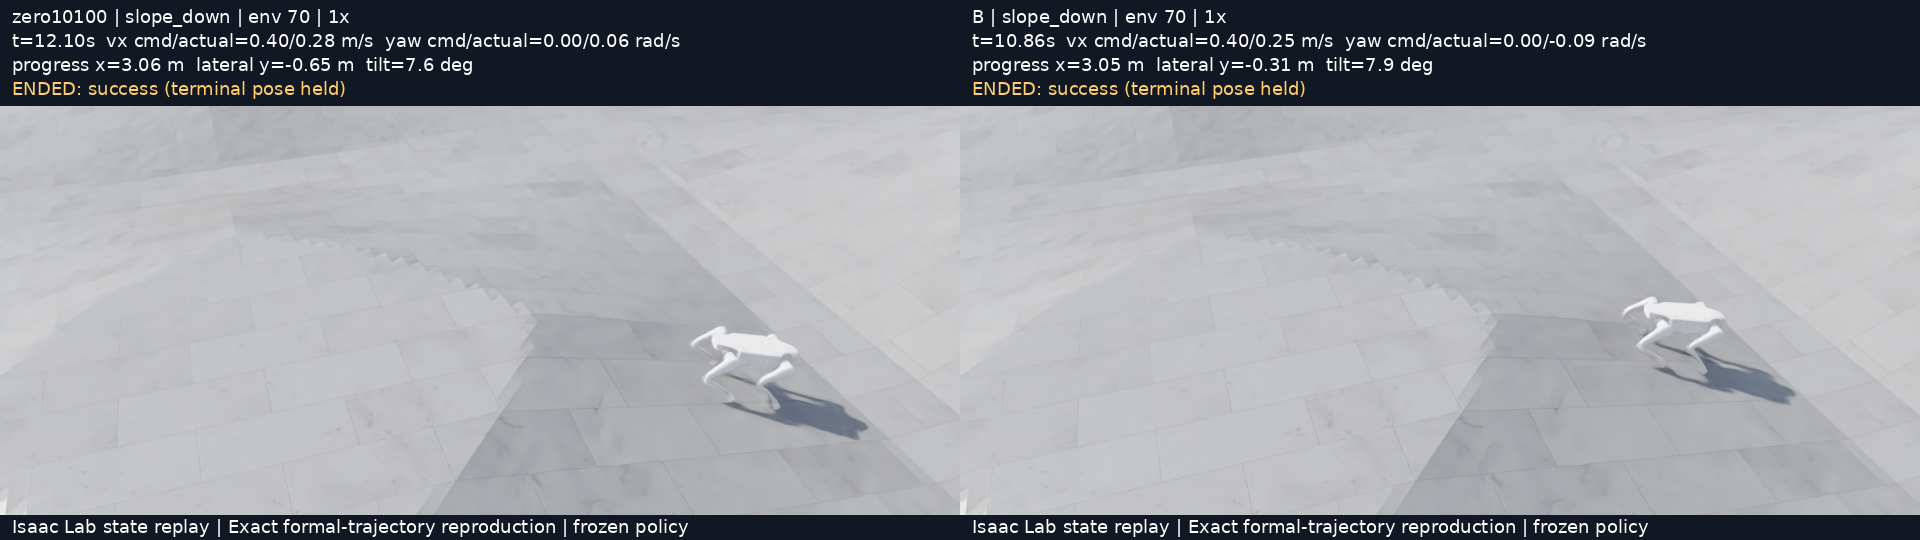 zero10100 | slope_down | env 70 | 1x
t=12.10s  vx cmd/actual=0.40/0.28 m/s  yaw cmd/actual=0.00/0.06 rad/s
progress x=3.06 m  lateral y=-0.65 m  tilt=7.6 deg
ENDED: success (terminal pose held)
Isaac Lab state replay | Exact formal-trajectory reproduction | frozen policy
B | slope_down | env 70 | 1x
t=10.86s  vx cmd/actual=0.40/0.25 m/s  yaw cmd/actual=0.00/-0.09 rad/s
progress x=3.05 m  lateral y=-0.31 m  tilt=7.9 deg
ENDED: success (terminal pose held)
Isaac Lab state replay | Exact formal-trajectory reproduction | frozen policy